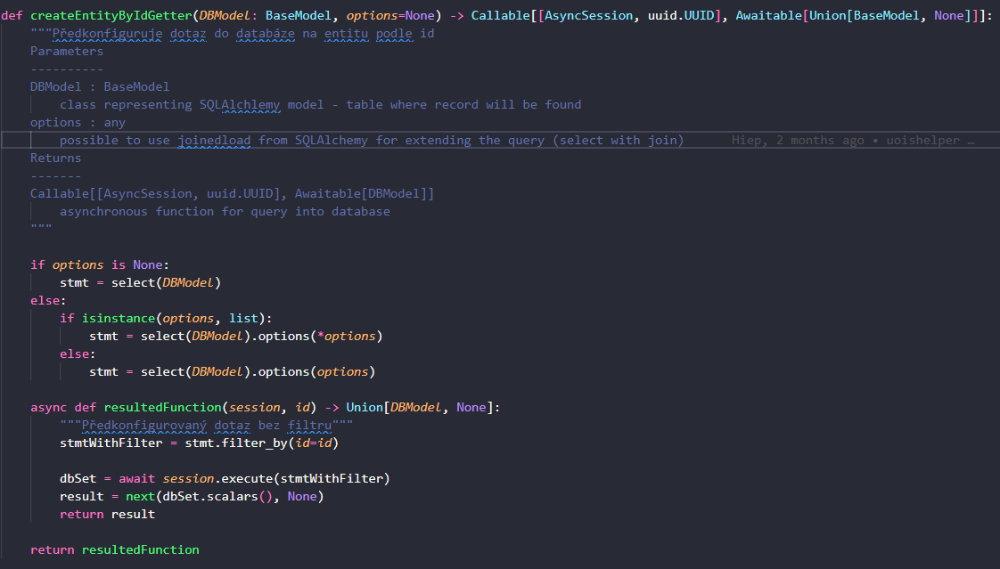 def createEntityByIdGetter(DBModel: BaseModel, options=None) -> Callable[[AsyncSession, uuid.UUID], Awaitable[Union[BaseModel, None]]]:
    """Předkonfiguruje dotaz do databáze na entitu podle id
    Parameters
    ----------
    DBModel : BaseModel
        class representing SQLAlchlemy model - table where record will be found
    options : any
        possible to use joinedload from SQLAlchemy for extending the query (select with join) Hiep, 2 months ago • uoishelper …
    Returns
    -------
    Callable[[AsyncSession, uuid.UUID], Awaitable[DBModel]]
        asynchronous function for query into database
    """

    if options is None:
        stmt = select(DBModel)
    else:
        if isinstance(options, list):
            stmt = select(DBModel).options(*options)
        else:
            stmt = select(DBModel).options(options)

    async def resultedFunction(session, id) -> Union[DBModel, None]:
        """Předkonfigurovaný dotaz bez filtru"""
        stmtWithFilter = stmt.filter_by(id=id)

        dbSet = await session.execute(stmtWithFilter)
        result = next(dbSet.scalars(), None)
        return result

    return resultedFunction